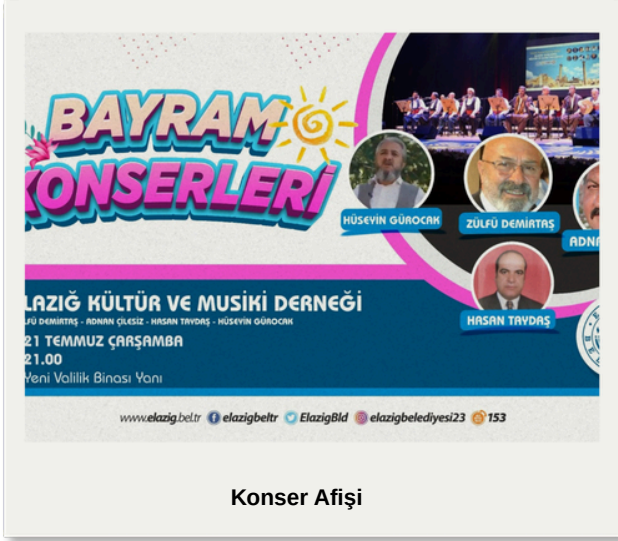 BAYRAM
KONSERLERİ
HÜSEYİN GÜROCAK
ZÜLFÜ DEMİRTAŞ
ADNA
HASAN TAYDAŞ
LAZIĞ KÜLTÜR VE MUSİKİ DERNEĞİ
LFÜ DEMİRTAŞ - ADNAN ÇİLESİZ - HASAN TAYDAŞ - HÜSEYİN GÜROCAK
21 TEMMUZ ÇARŞAMBA
21.00
Yeni Valilik Binası Yanı
www.elazig.bel.tr elazigbeltr ElazigBld elazigbelediyesi23 153
Konser Afişi